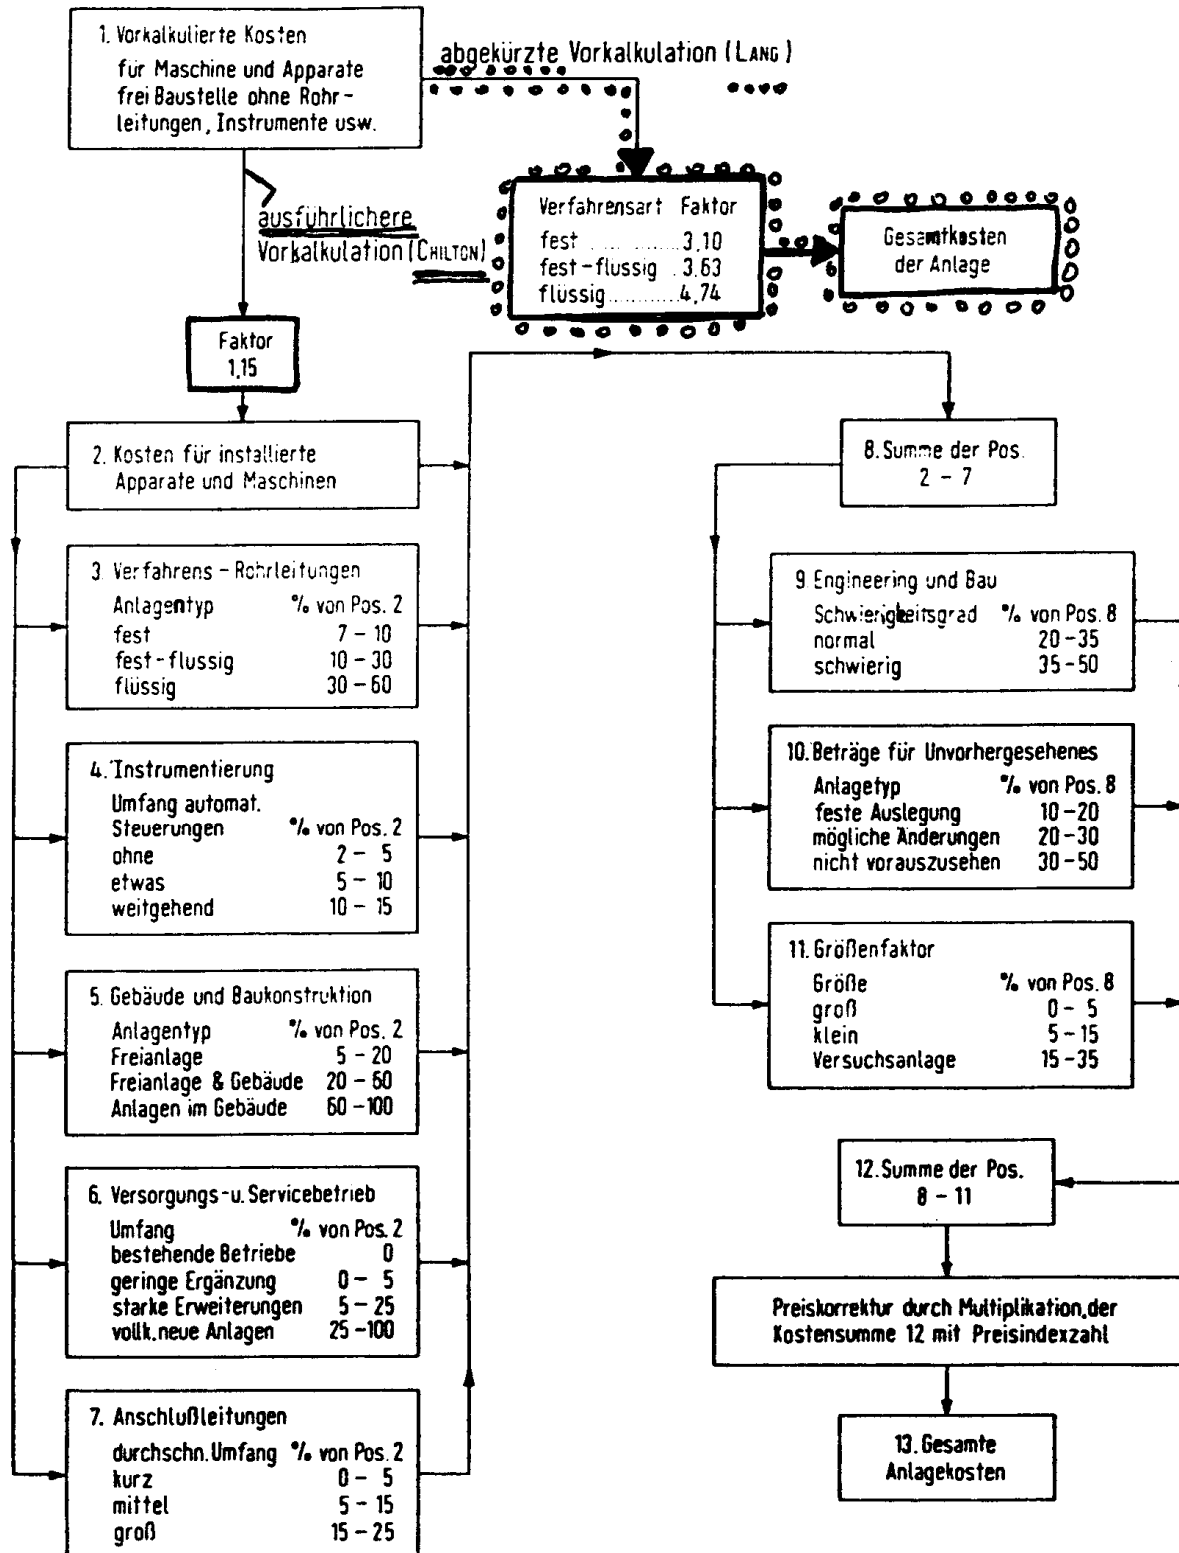 1. Vorkalkulierte Kosten
für Maschine und Apparate
frei Baustelle ohne Rohr-
leitungen, Instrumente usw.
abgekürzte Vorkalkulation (LANG)
ausführlichere
Vorkalkulation (CHILTON)
Verfahrensart Faktor
fest ............. 3,10
fest-flussig . 3,63
flüssig............4,74
Gesamtkosten
der Anlage
Faktor
1,15
2. Kosten für installierte
Apparate und Maschinen
3. Verfahrens-Rohrleitungen
Anlagentyp % von Pos. 2
fest 7-10
fest-flussig 10-30
flüssig 30-60
4. Instrumentierung
Umfang automat.
Steuerungen % von Pos. 2
ohne 2- 5
etwas 5-10
weitgehend 10-15
5. Gebäude und Baukonstruktion
Anlagentyp % von Pos. 2
Freianlage 5-20
Freianlage & Gebäude 20-60
Anlagen im Gebäude 60-100
6. Versorgungs-u. Servicebetrieb
Umfang % von Pos. 2
bestehende Betriebe 0
geringe Ergänzung 0- 5
starke Erweiterungen 5-25
vollk. neue Anlagen 25-100
7. Anschlußleitungen
durchschn. Umfang % von Pos. 2
kurz 0- 5
mittel 5-15
groß 15-25
8. Summe der Pos.
2 - 7
9. Engineering und Bau
Schwierigkeitsgrad % von Pos. 8
normal 20-35
schwierig 35-50
10. Beträge für Unvorhergesehenes
Anlagetyp % von Pos. 8
feste Auslegung 10-20
mögliche Änderungen 20-30
nicht vorauszusehen 30-50
11. Größenfaktor
Größe % von Pos. 8
groß 0- 5
klein 5-15
Versuchsanlage 15-35
12. Summe der Pos.
8 - 11
Preiskorrektur durch Multiplikation der
Kostensumme 12 mit Preisindexzahl
13. Gesamte
Anlagekosten